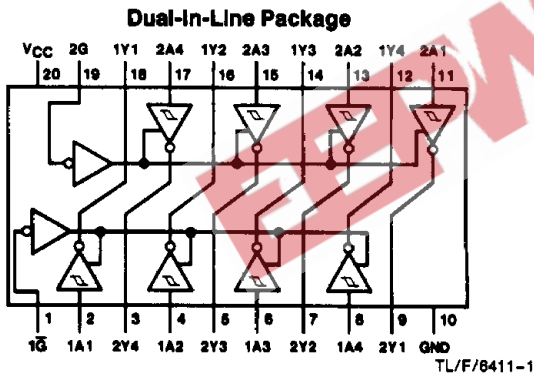 Dual-In-Line Package
VCC 2G 1Y1 2A4 1Y2 2A3 1Y3 2A2 1Y4 2A1
20 19 18 17 16 15 14 13 12 11
1 2 3 4 5 6 7 8 9 10
1G̅ 1A1 2Y4 1A2 2Y3 1A3 2Y2 1A4 2Y1 GND
TL/F/6411-1